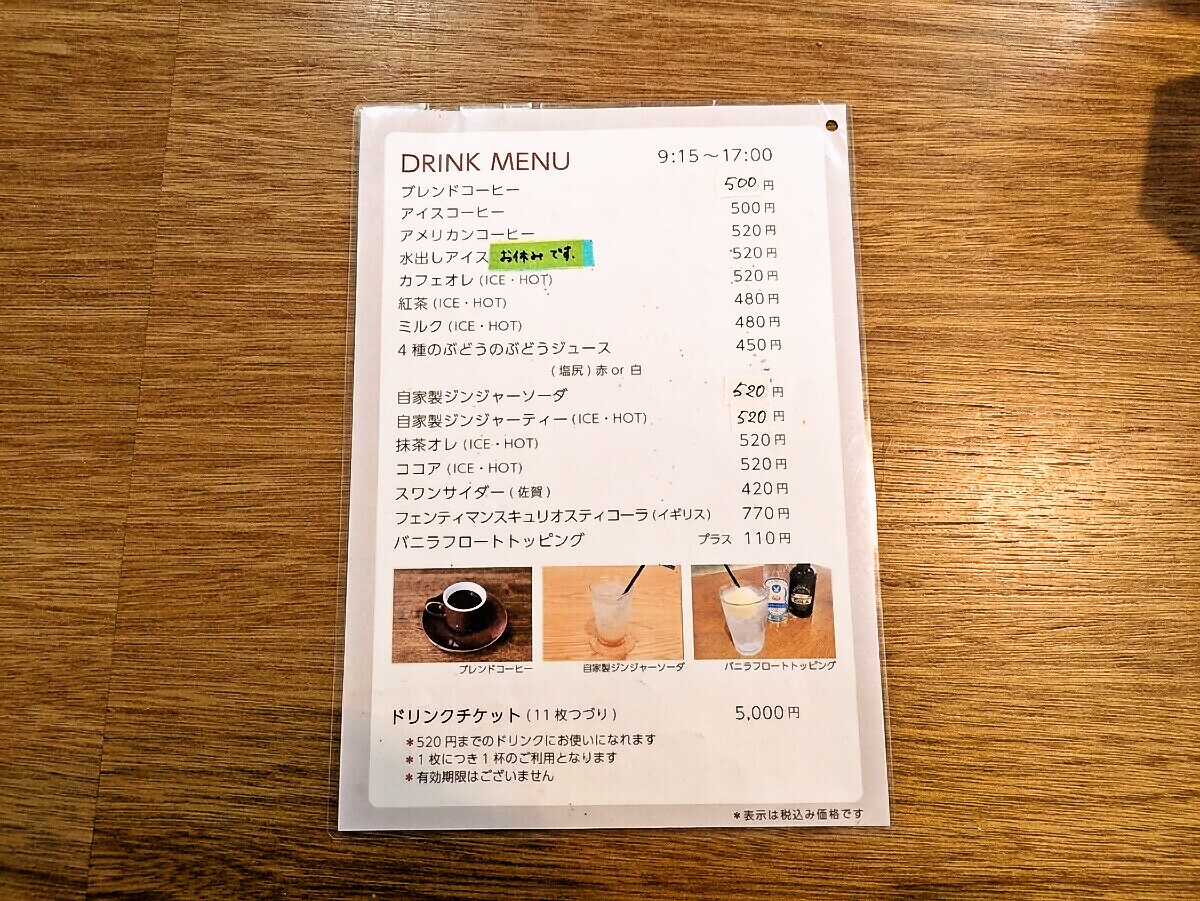 DRINK MENU 9:15～17:00
ブレンドコーヒー 500円
アイスコーヒー 500円
アメリカンコーヒー 520円
水出しアイス お休みです. 520円
カフェオレ (ICE・HOT) 520円
紅茶 (ICE・HOT) 480円
ミルク (ICE・HOT) 480円
4種のぶどうのぶどうジュース 450円
(塩尻) 赤 or 白
自家製ジンジャーソーダ 520円
自家製ジンジャーティー (ICE・HOT) 520円
抹茶オレ (ICE・HOT) 520円
ココア (ICE・HOT) 520円
スワンサイダー (佐賀) 420円
フェンティマンスキュリオスティコーラ (イギリス) 770円
バニラフロートトッピング プラス 110円
ブレンドコーヒー 自家製ジンジャーソーダ バニラフロートトッピング
ドリンクチケット (11枚つづり) 5,000円
＊520円までのドリンクにお使いになれます
＊1枚につき1杯のご利用となります
＊有効期限はございません
＊表示は税込み価格です